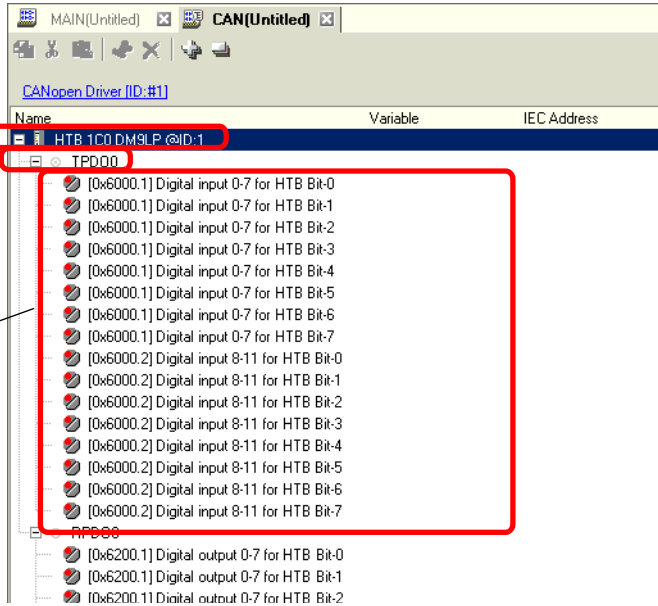 MAIN(Untitled) CAN(Untitled)
CANopen Driver [ID:#1]
Name Variable IEC Address
HTB 1C0 DM9LP @ID:1
TPDO0
[0x6000.1] Digital input 0-7 for HTB Bit-0
[0x6000.1] Digital input 0-7 for HTB Bit-1
[0x6000.1] Digital input 0-7 for HTB Bit-2
[0x6000.1] Digital input 0-7 for HTB Bit-3
[0x6000.1] Digital input 0-7 for HTB Bit-4
[0x6000.1] Digital input 0-7 for HTB Bit-5
[0x6000.1] Digital input 0-7 for HTB Bit-6
[0x6000.1] Digital input 0-7 for HTB Bit-7
[0x6000.2] Digital input 8-11 for HTB Bit-0
[0x6000.2] Digital input 8-11 for HTB Bit-1
[0x6000.2] Digital input 8-11 for HTB Bit-2
[0x6000.2] Digital input 8-11 for HTB Bit-3
[0x6000.2] Digital input 8-11 for HTB Bit-4
[0x6000.2] Digital input 8-11 for HTB Bit-5
[0x6000.2] Digital input 8-11 for HTB Bit-6
[0x6000.2] Digital input 8-11 for HTB Bit-7
RPDO0
[0x6200.1] Digital output 0-7 for HTB Bit-0
[0x6200.1] Digital output 0-7 for HTB Bit-1
[0x6200.1] Digital output 0-7 for HTB Bit-2